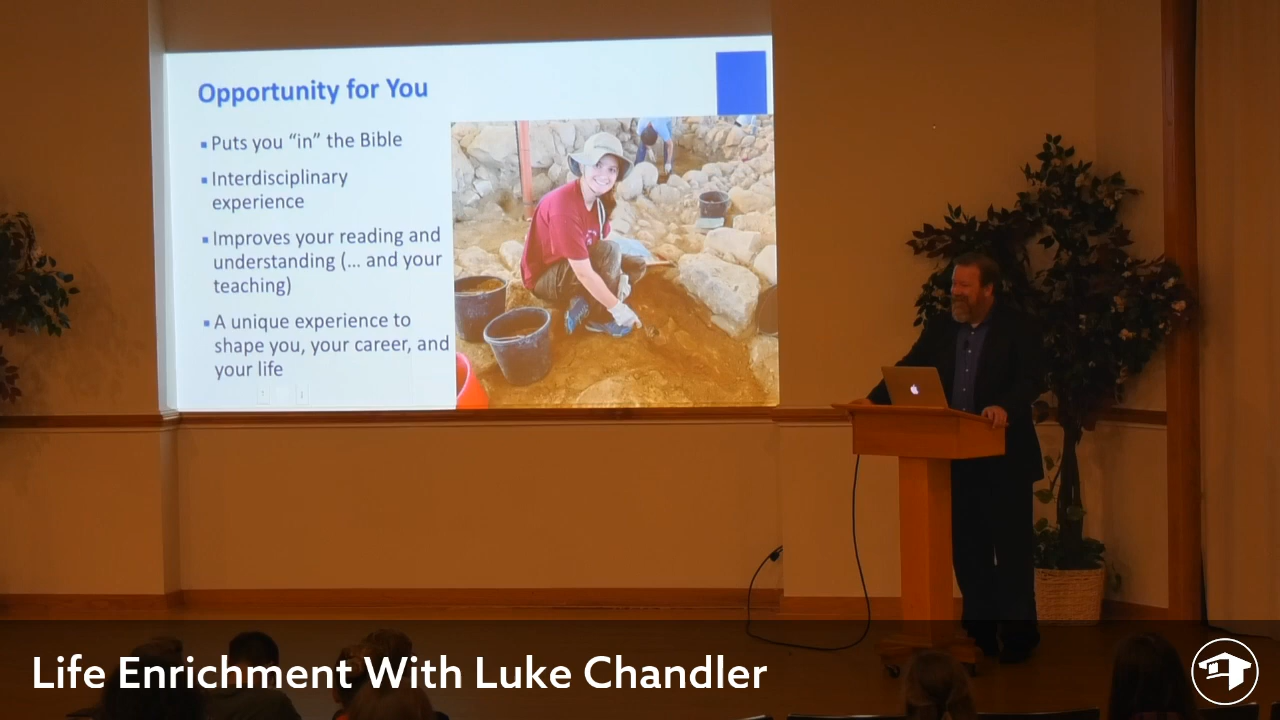 Opportunity for You
▪ Puts you “in” the Bible
▪ Interdisciplinary
experience
▪ Improves your reading and
understanding (... and your
teaching)
▪ A unique experience to
shape you, your career, and
your life
Life Enrichment With Luke Chandler